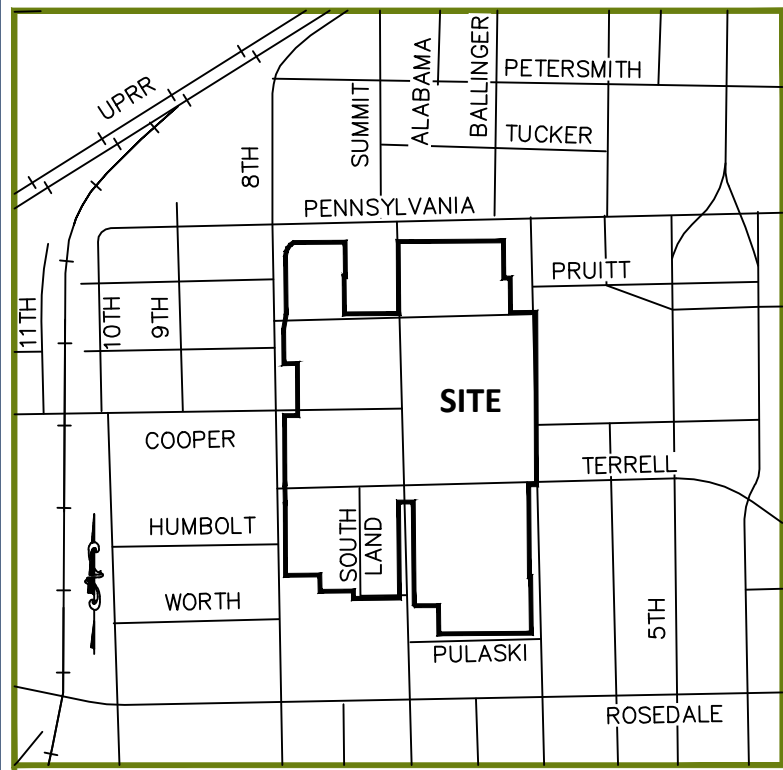 UPRR
8TH
SUMMIT
ALABAMA
BALLINGER
PETERSMITH
TUCKER
PENNSYLVANIA
PRUITT
11TH
10TH
9TH
SITE
COOPER
TERRELL
HUMBOLT
SOUTH
LAND
WORTH
5TH
PULASKI
ROSEDALE